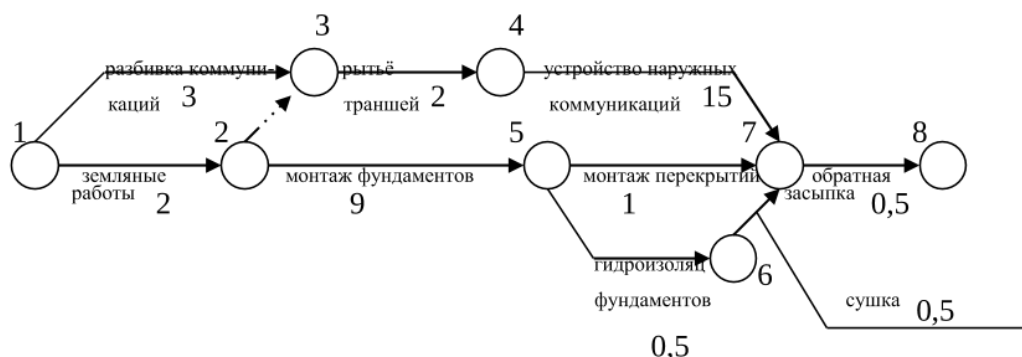 3
4
разбивка коммуни-
рытьё
устройство наружных
каций 3
траншей 2
коммуникаций 15
1
2
5
7
8
земляные
монтаж фундаментов
монтаж перекрытий
обратная
работы 2
9
1
засыпка 0,5
гидроизоляц
6
фундаментов
сушка 0,5
0,5